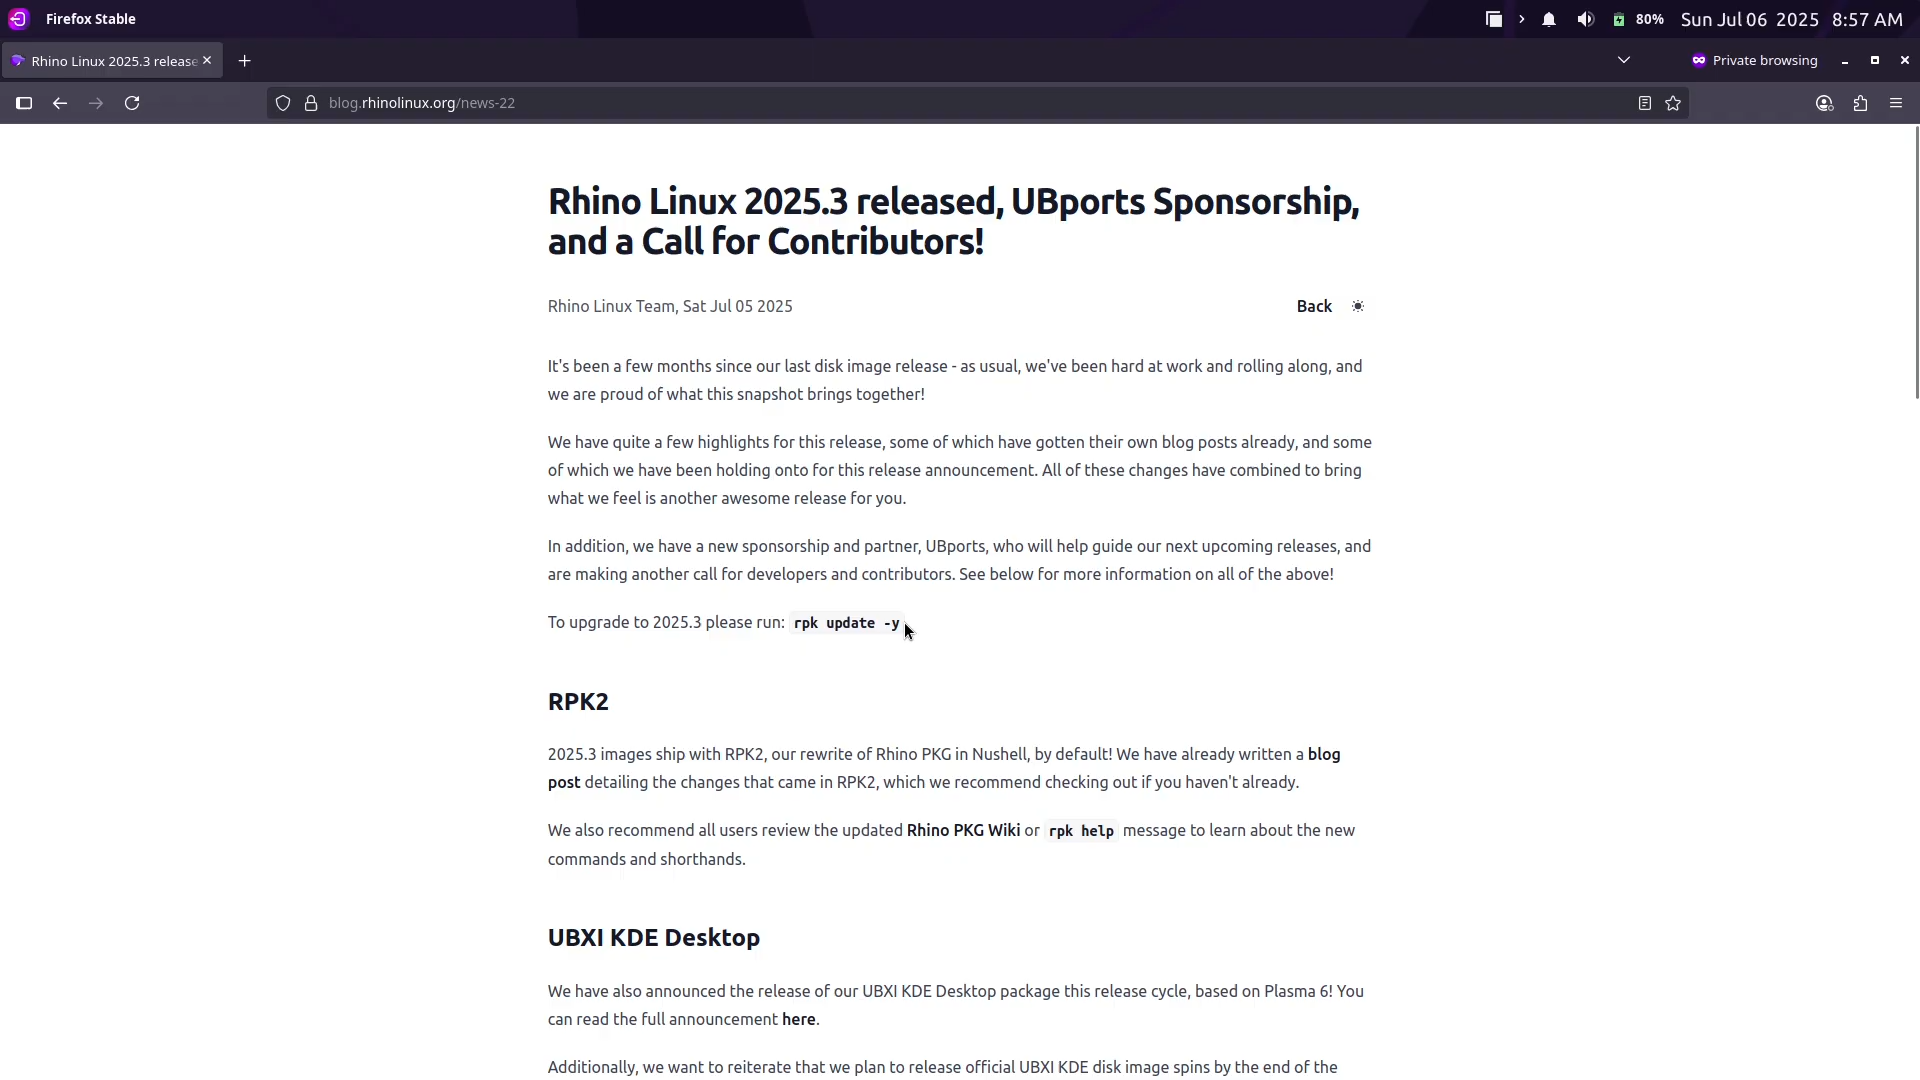 Firefox Stable
80%
Sun Jul 06 2025 8:57 AM
Rhino Linux 2025.3 release
Private browsing
blog.rhinolinux.org/news-22
Rhino Linux 2025.3 released, UBports Sponsorship,
and a Call for Contributors!
Rhino Linux Team, Sat Jul 05 2025
Back
It's been a few months since our last disk image release - as usual, we've been hard at work and rolling along, and
we are proud of what this snapshot brings together!
We have quite a few highlights for this release, some of which have gotten their own blog posts already, and some
of which we have been holding onto for this release announcement. All of these changes have combined to bring
what we feel is another awesome release for you.
In addition, we have a new sponsorship and partner, UBports, who will help guide our next upcoming releases, and
are making another call for developers and contributors. See below for more information on all of the above!
To upgrade to 2025.3 please run: rpk update -y
RPK2
2025.3 images ship with RPK2, our rewrite of Rhino PKG in Nushell, by default! We have already written a blog
post detailing the changes that came in RPK2, which we recommend checking out if you haven't already.
We also recommend all users review the updated Rhino PKG Wiki or rpk help message to learn about the new
commands and shorthands.
UBXI KDE Desktop
We have also announced the release of our UBXI KDE Desktop package this release cycle, based on Plasma 6! You
can read the full announcement here.
Additionally, we want to reiterate that we plan to release official UBXI KDE disk image spins by the end of the